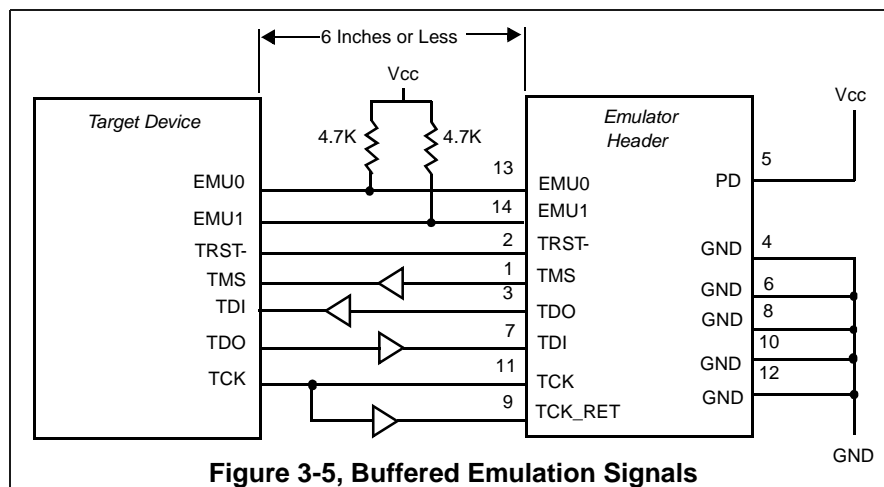 6 Inches or Less
Vcc
Vcc
Target Device
Emulator
Header
4.7K
4.7K
13
5
EMU0
EMU0
PD
14
EMU1
EMU1
2
4
TRST-
TRST-
GND
1
TMS
TMS
6
GND
3
TDI
TDO
8
GND
7
TDO
TDI
10
GND
11
TCK
TCK
12
GND
9
TCK_RET
GND
Figure 3-5, Buffered Emulation Signals